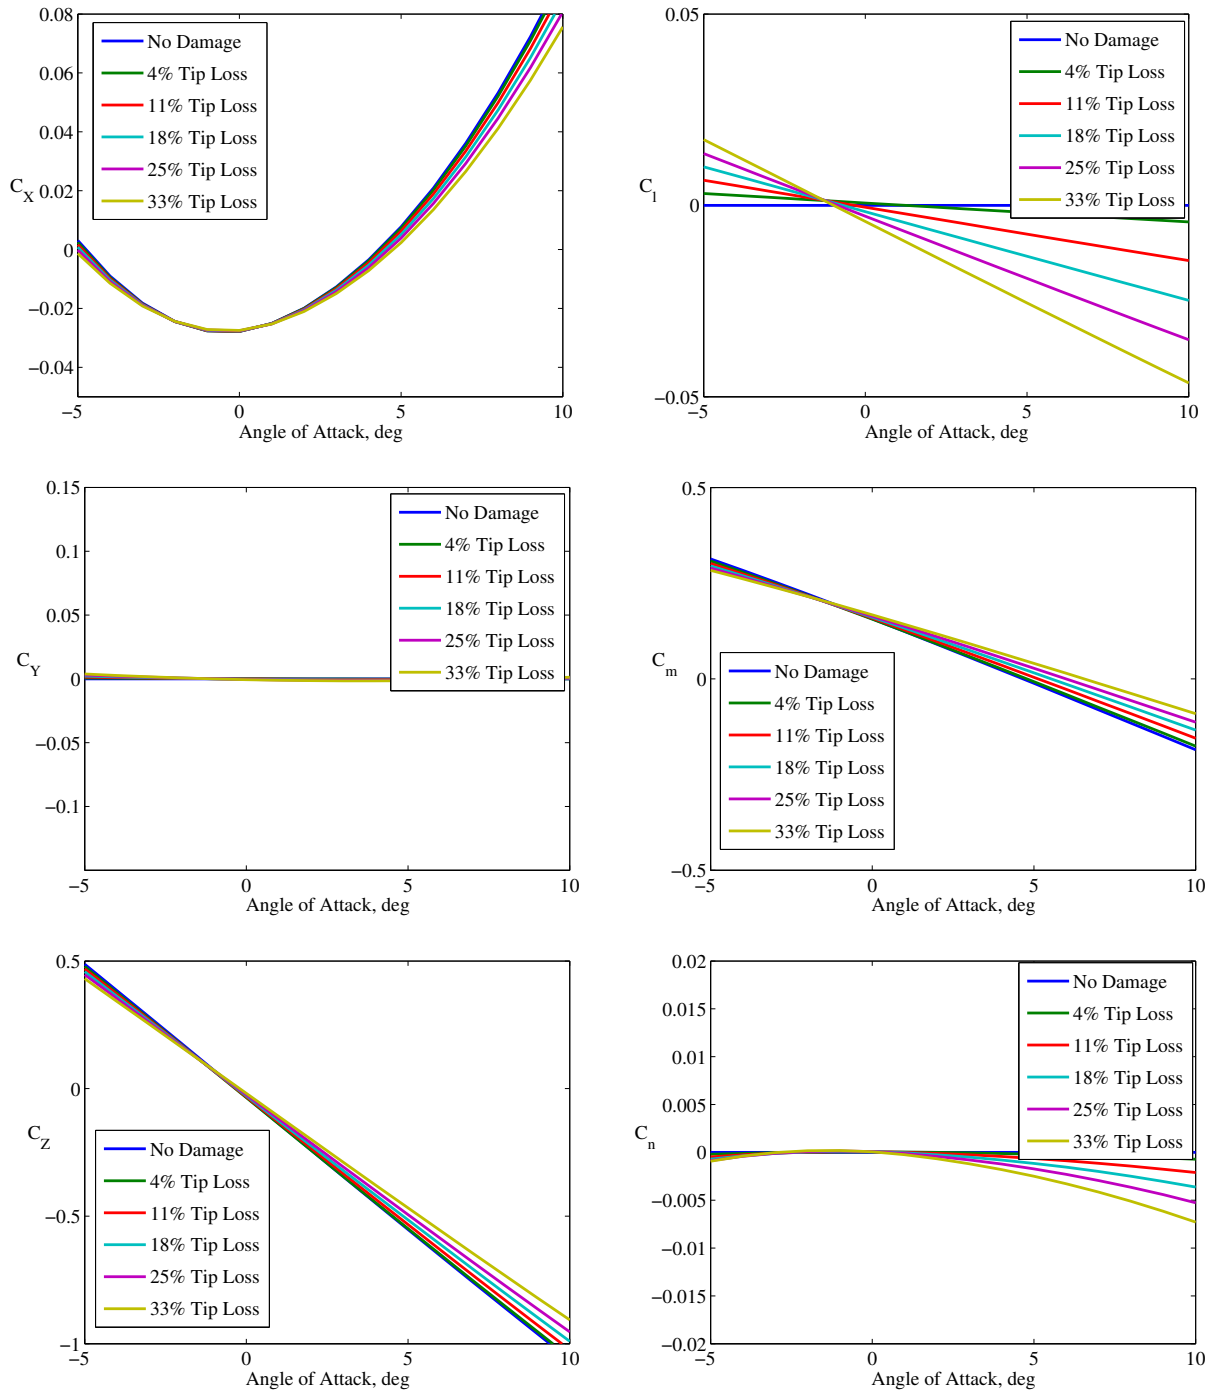 0.08
0.06
0.04
0.02
0
−0.02
−0.04
−5
0
5
10
C_X
Angle of Attack, deg
No Damage
4% Tip Loss
11% Tip Loss
18% Tip Loss
25% Tip Loss
33% Tip Loss
0.05
0
−0.05
−5
0
5
10
C_l
Angle of Attack, deg
No Damage
4% Tip Loss
11% Tip Loss
18% Tip Loss
25% Tip Loss
33% Tip Loss
0.15
0.1
0.05
0
−0.05
−0.1
−5
0
5
10
C_Y
Angle of Attack, deg
No Damage
4% Tip Loss
11% Tip Loss
18% Tip Loss
25% Tip Loss
33% Tip Loss
0.5
0
−0.5
−5
0
5
10
C_m
Angle of Attack, deg
No Damage
4% Tip Loss
11% Tip Loss
18% Tip Loss
25% Tip Loss
33% Tip Loss
0.5
0
−0.5
−1
−5
0
5
10
C_Z
Angle of Attack, deg
No Damage
4% Tip Loss
11% Tip Loss
18% Tip Loss
25% Tip Loss
33% Tip Loss
0.02
0.015
0.01
0.005
0
−0.005
−0.01
−0.015
−0.02
−5
0
5
10
C_n
Angle of Attack, deg
No Damage
4% Tip Loss
11% Tip Loss
18% Tip Loss
25% Tip Loss
33% Tip Loss